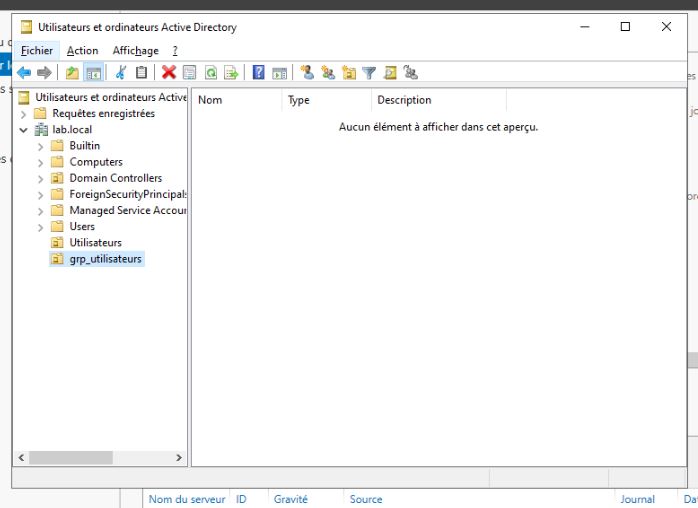 Utilisateurs et ordinateurs Active Directory
Fichier Action Affichage ?
Utilisateurs et ordinateurs Active
Requêtes enregistrées
lab.local
Builtin
Computers
Domain Controllers
ForeignSecurityPrincipals
Managed Service Accour
Users
Utilisateurs
grp_utilisateurs
Nom Type Description
Aucun élément à afficher dans cet aperçu.
Nom du serveur ID Gravité Source Journal Da